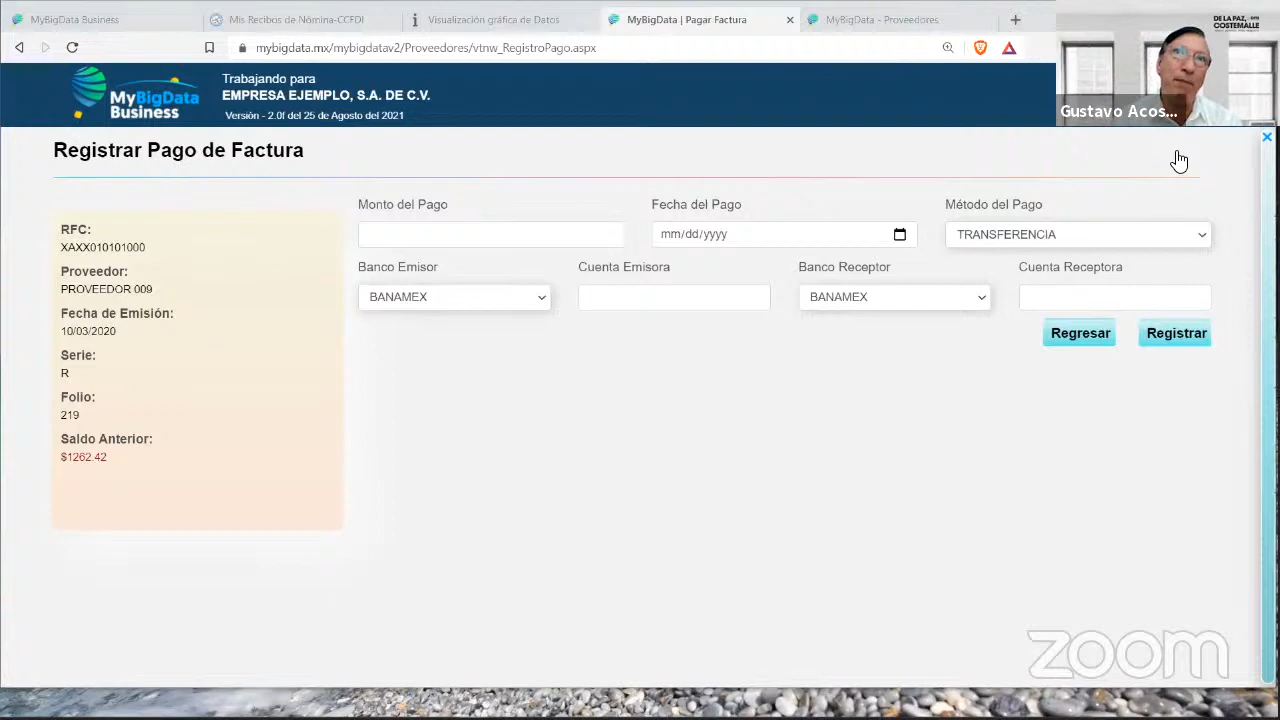 MyBigData Business
Mis Recibos de Nómina-CCFDI
Visualización gráfica de Datos
MyBigData | Pagar Factura
MyBigData - Proveedores
mybigdata.mx/mybigdatav2/Proveedores/vtnw_RegistroPago.aspx
DE LA PAZ,
COSTEMALLE
MyBigData
Business
Trabajando para
EMPRESA EJEMPLO, S.A. DE C.V.
Versión - 2.0f del 25 de Agosto del 2021
Gustavo Acos...
Registrar Pago de Factura
RFC:
XAXX010101000
Proveedor:
PROVEEDOR 009
Fecha de Emisión:
10/03/2020
Serie:
R
Folio:
219
Saldo Anterior:
$1262.42
Monto del Pago
Fecha del Pago
Método del Pago
mm/dd/yyyy
TRANSFERENCIA
Banco Emisor
Cuenta Emisora
Banco Receptor
Cuenta Receptora
BANAMEX
BANAMEX
Regresar
Registrar
zoom